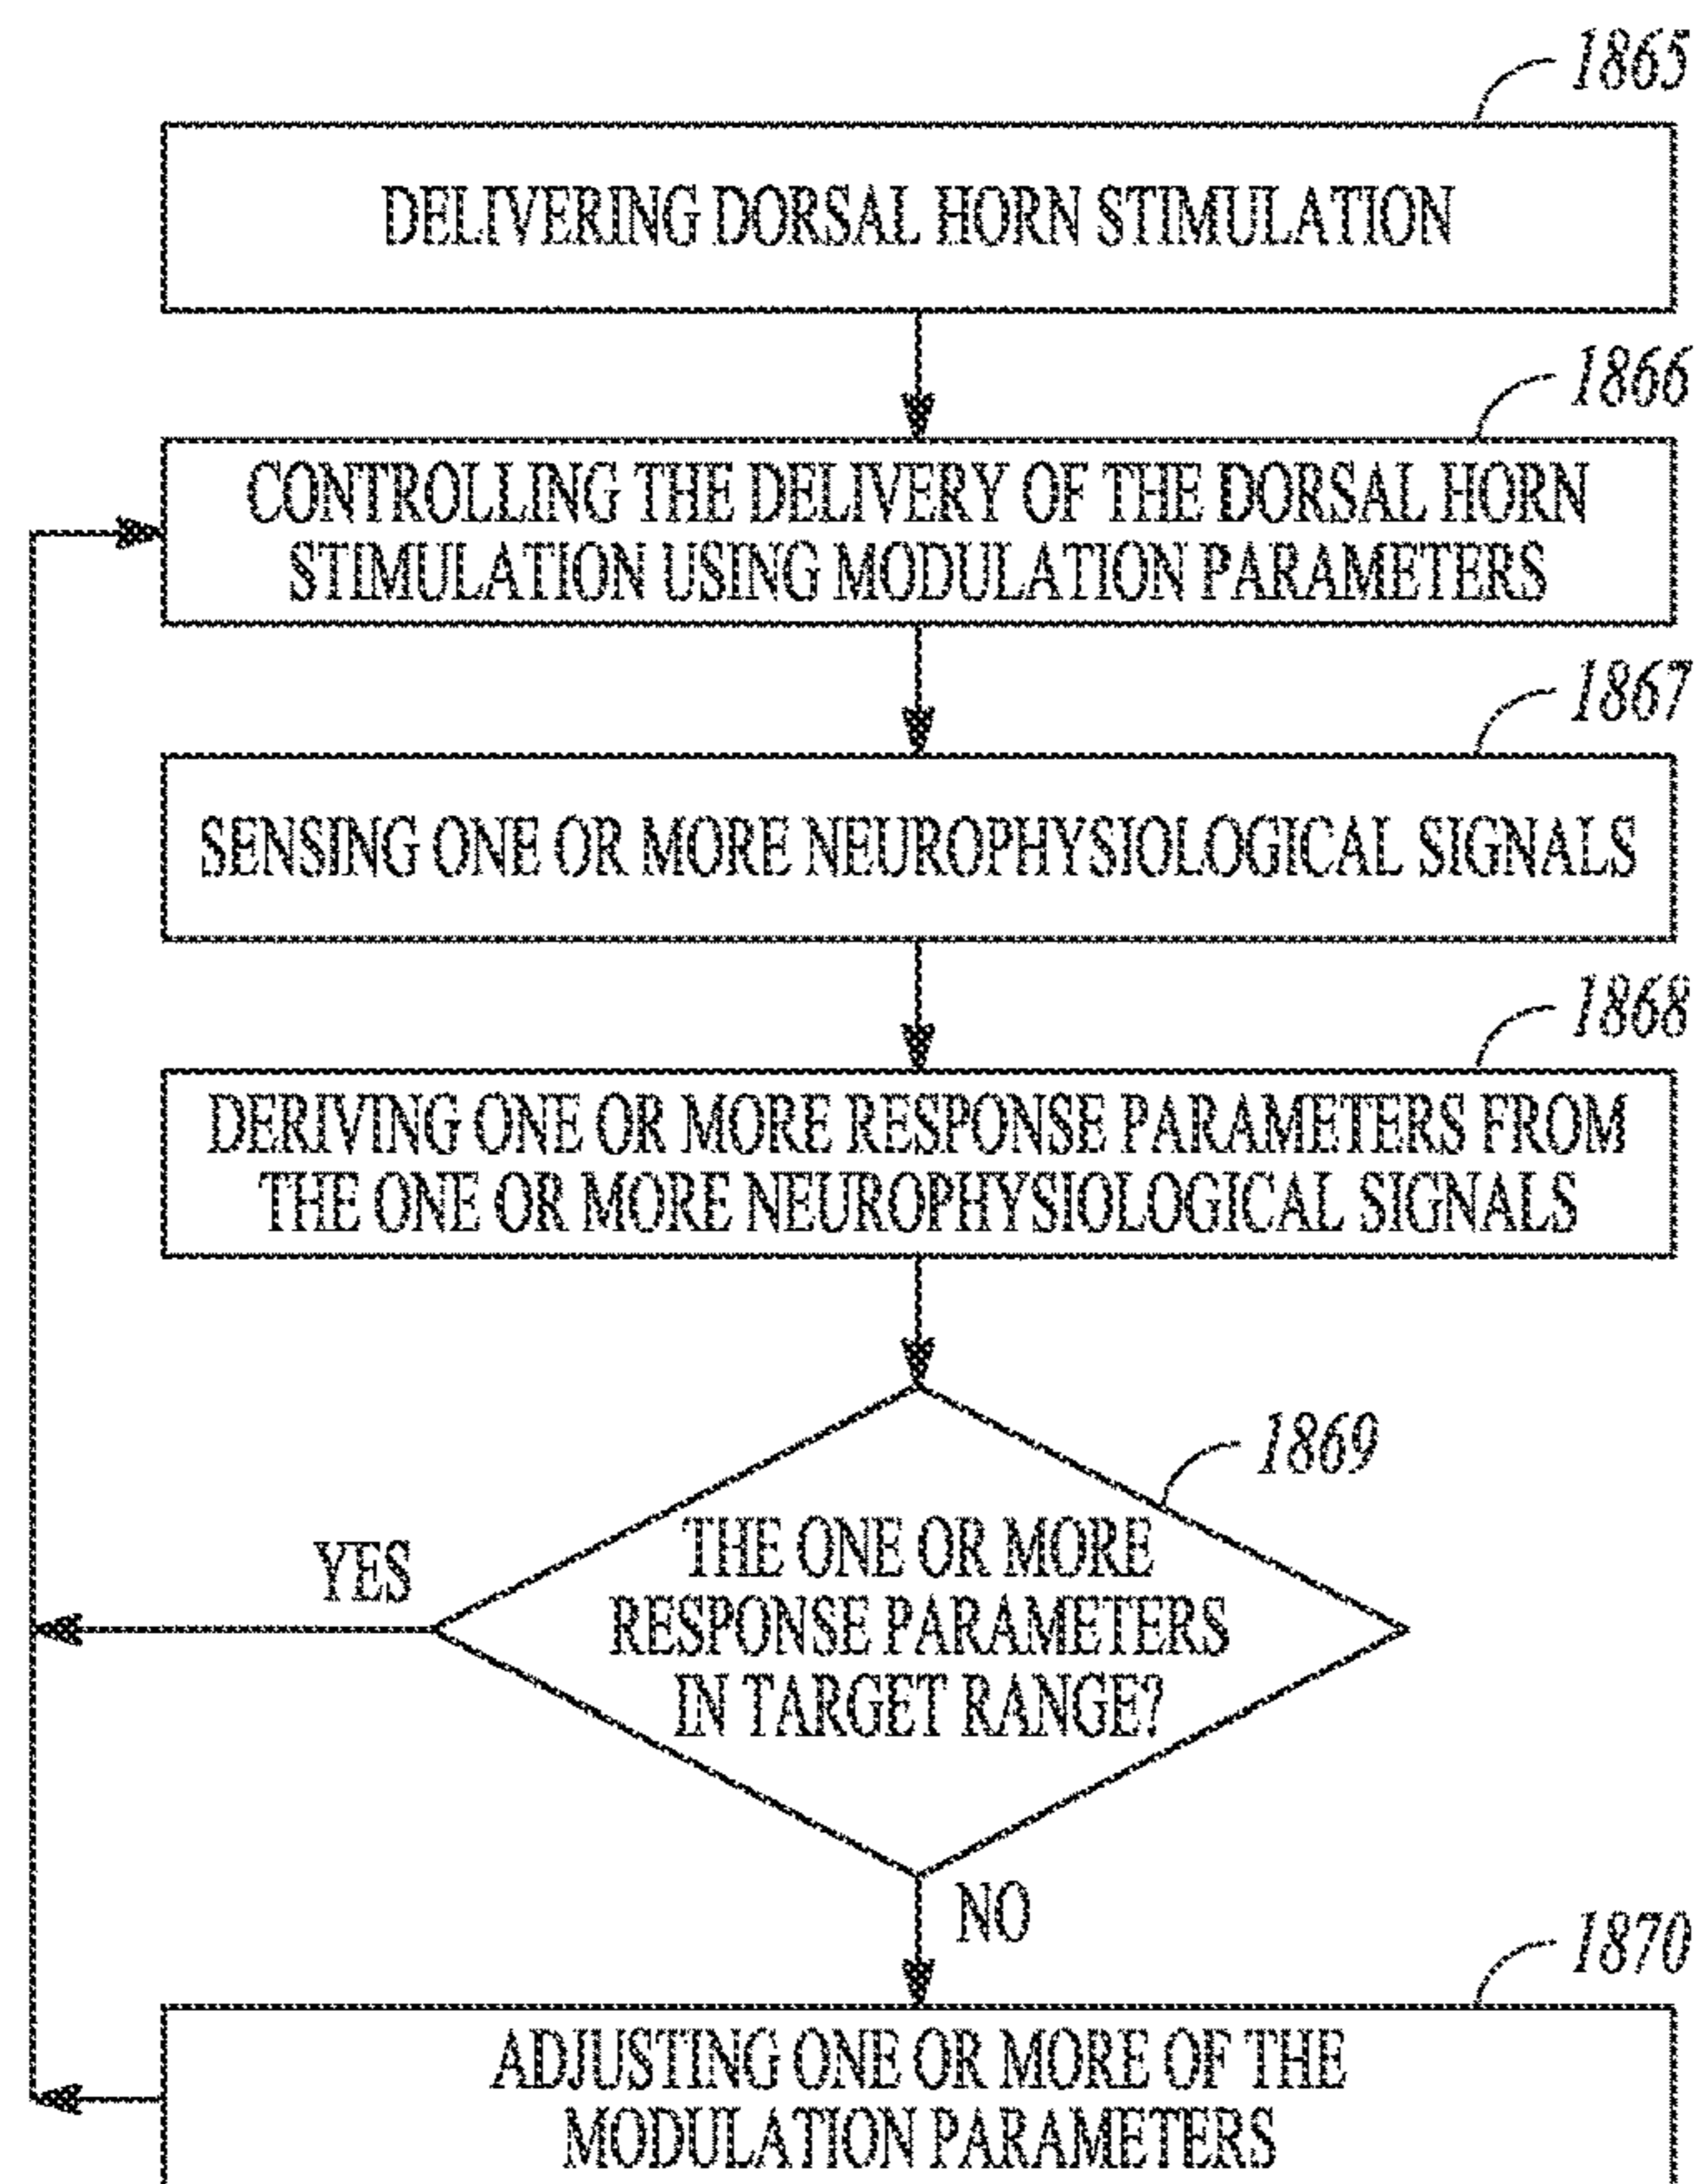 1865
DELIVERING DORSAL HORN STIMULATION
1866
CONTROLLING THE DELIVERY OF THE DORSAL HORN
STIMULATION USING MODULATION PARAMETERS
1867
SENSING ONE OR MORE NEUROPHYSIOLOGICAL SIGNALS
1868
DERIVING ONE OR MORE RESPONSE PARAMETERS FROM
THE ONE OR MORE NEUROPHYSIOLOGICAL SIGNALS
1869
THE ONE OR MORE
RESPONSE PARAMETERS
IN TARGET RANGE?
YES
NO
1870
ADJUSTING ONE OR MORE OF THE
MODULATION PARAMETERS